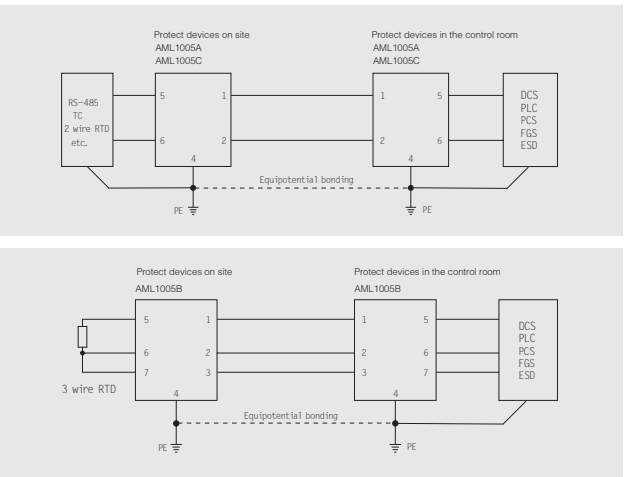 Protect devices on site
AML1005A
AML1005C
Protect devices in the control room
AML1005A
AML1005C
RS-485
TC
2 wire RTD
etc.
5
6
1
2
4
1
2
5
6
4
DCS
PLC
PCS
FGS
ESD
Equipotential bonding
PE
PE
Protect devices on site
AML1005B
Protect devices in the control room
AML1005B
5
6
7
1
2
3
4
1
2
3
5
6
7
4
DCS
PLC
PCS
FGS
ESD
3 wire RTD
Equipotential bonding
PE
PE